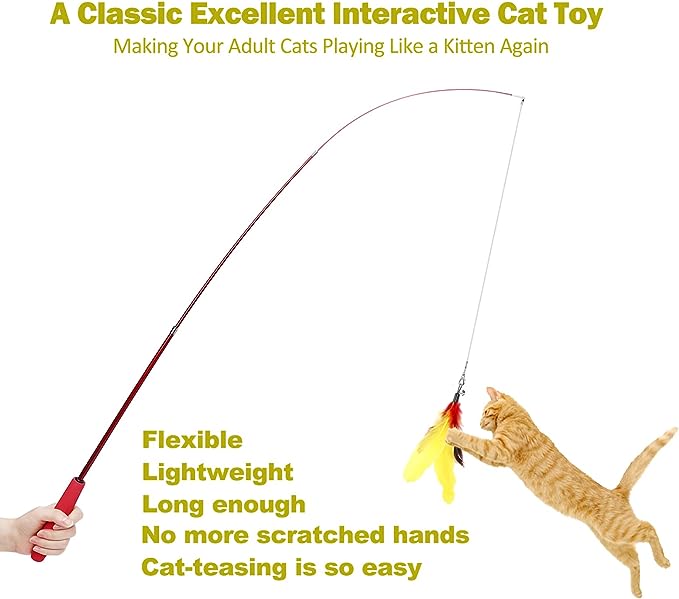 A Classic Excellent Interactive Cat Toy
Making Your Adult Cats Playing Like a Kitten Again
Flexible
Lightweight
Long enough
No more scratched hands
Cat-teasing is so easy